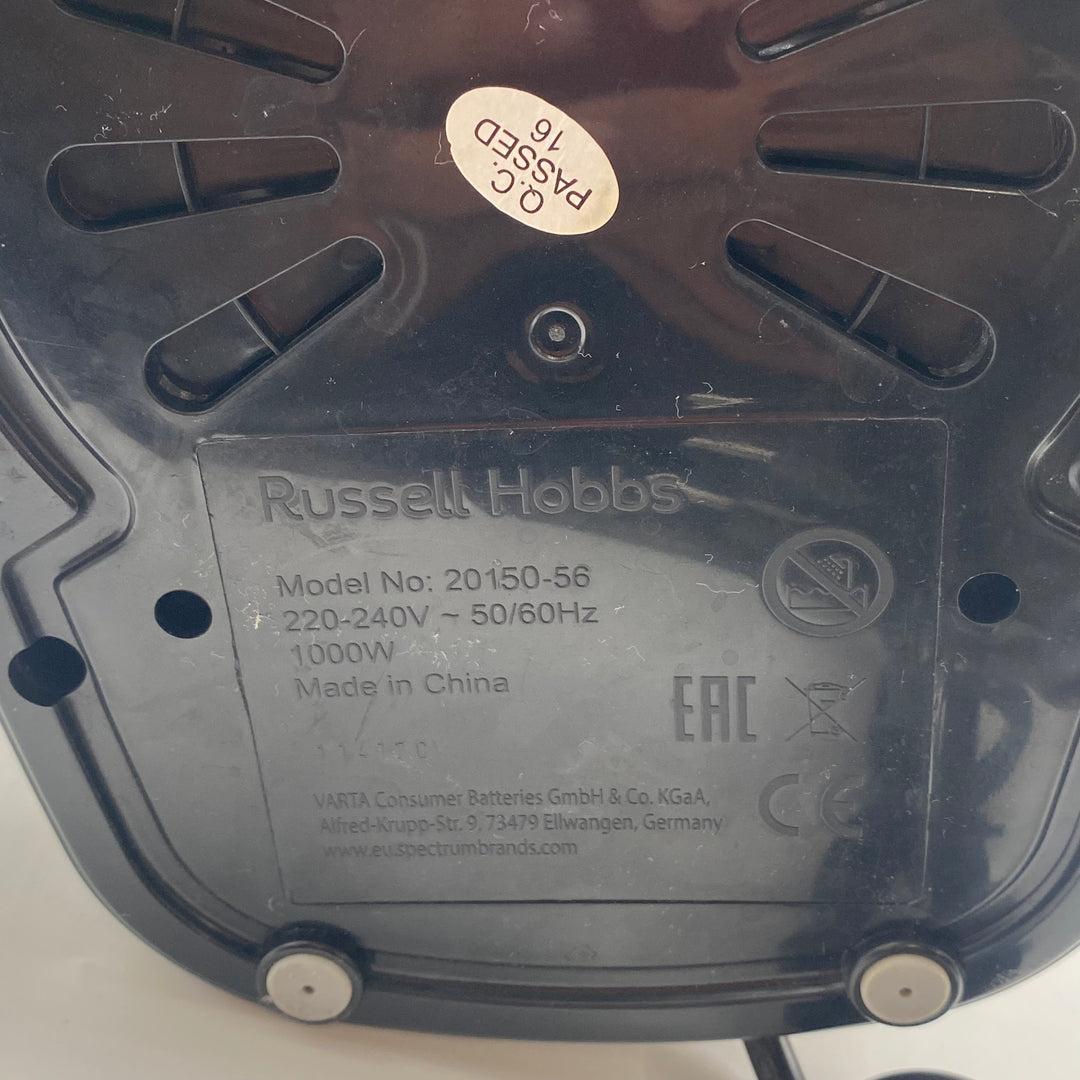 Q.C.
PASSED
16
Russell Hobbs
Model No: 20150-56
220-240V ~ 50/60Hz
1000W
Made in China
EAC
CE
VARTA Consumer Batteries GmbH & Co. KGaA,
Alfred-Krupp-Str. 9, 73479 Ellwangen, Germany
www.eu.spectrumbrands.com